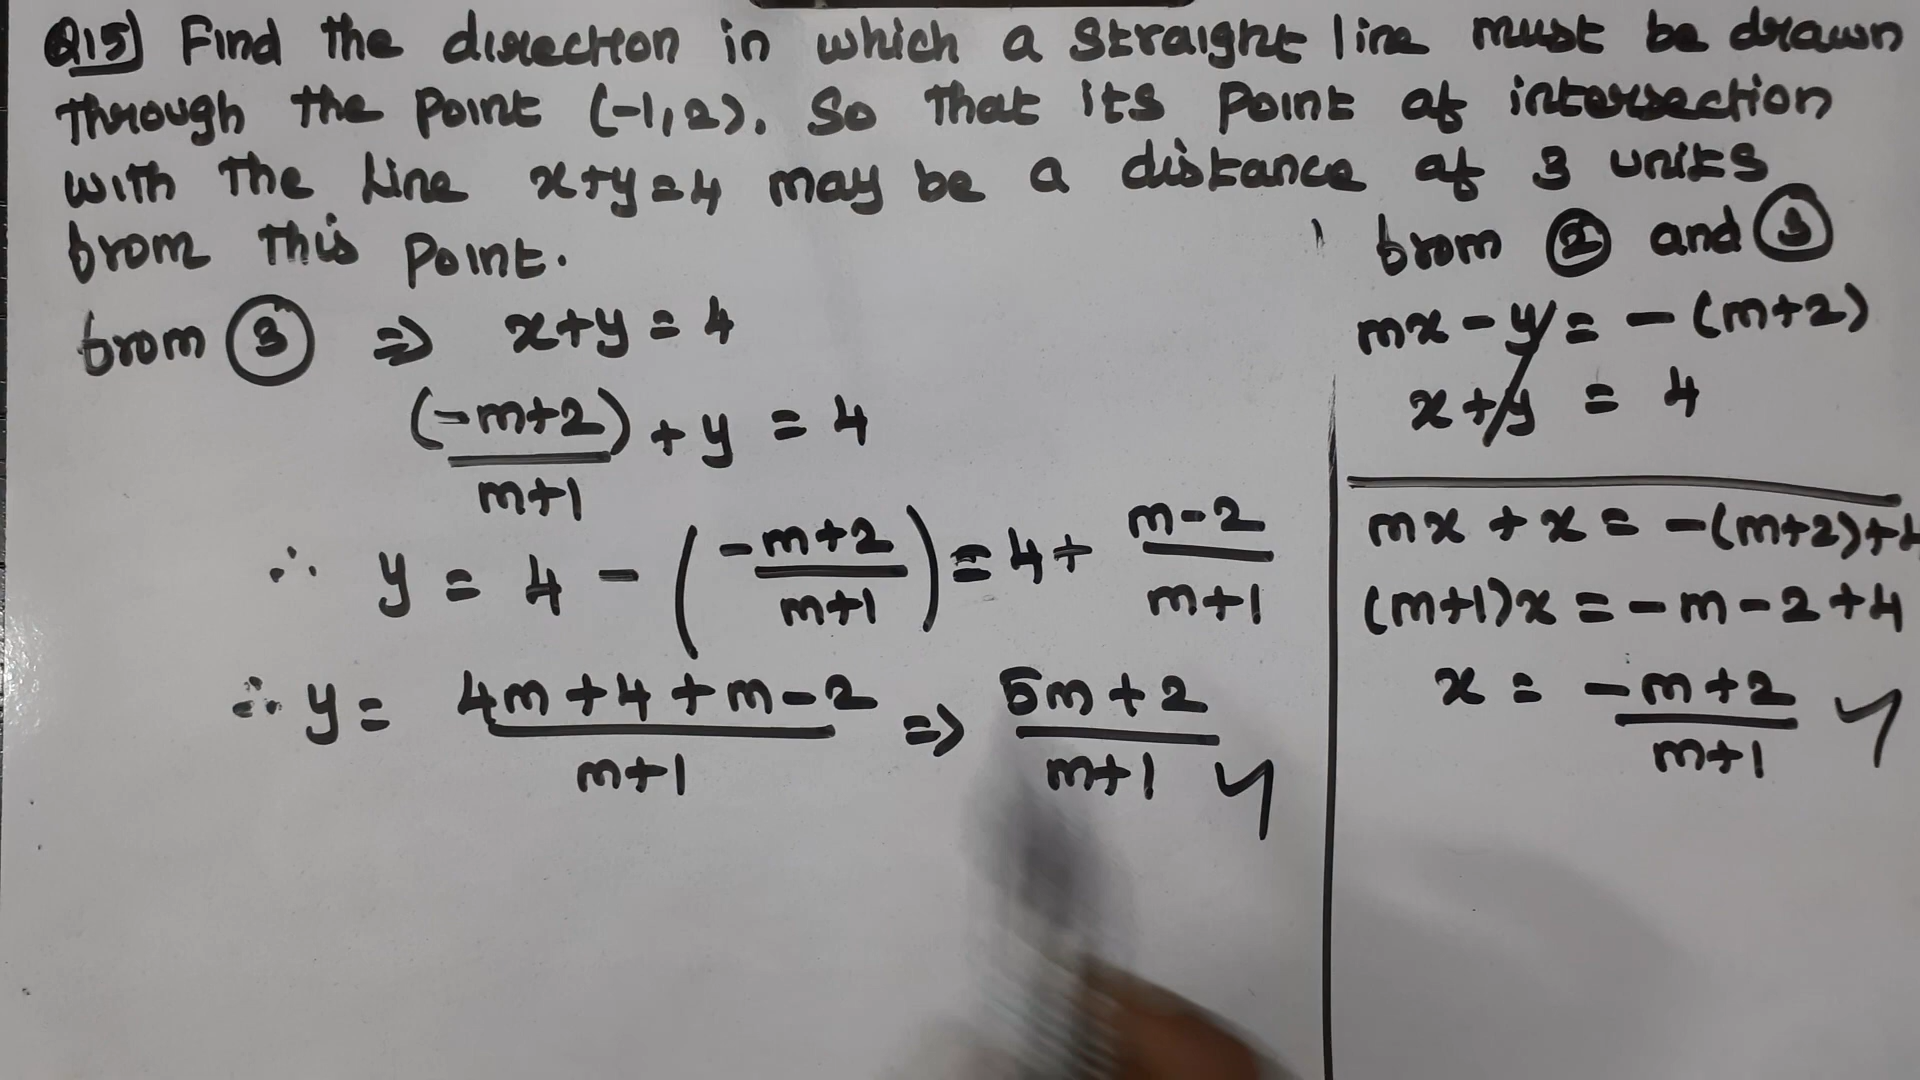 Q15) Find the direction in which a straight line must be drawn
through the point (-1,2). So that its point of intersection
with the line x+y=4 may be a distance of 3 units
from this point.
from ③ ⇒ x+y=4
(-m+2)/(m+1) + y = 4
∴ y = 4 - (-m+2/m+1) = 4 + m-2/m+1
∴ y = 4m+4+m-2/m+1 ⇒ 5m+2/m+1
from ② and ③
mx - y = -(m+2)
x+y = 4
mx + x = -(m+2)+4
(m+1)x = -m-2+4
x = -m+2/m+1